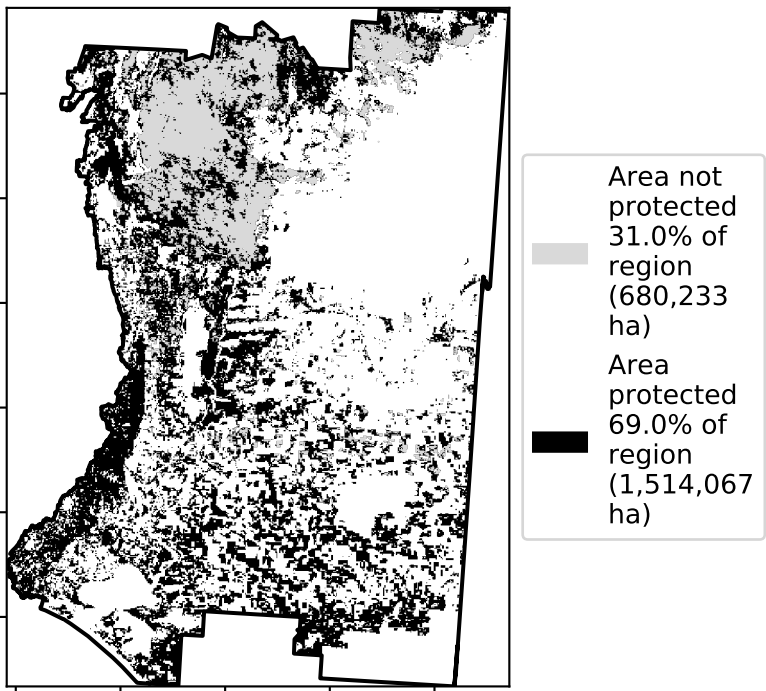 Area not
protected
31.0% of
region
(680,233
ha)
Area
protected
69.0% of
region
(1,514,067
ha)